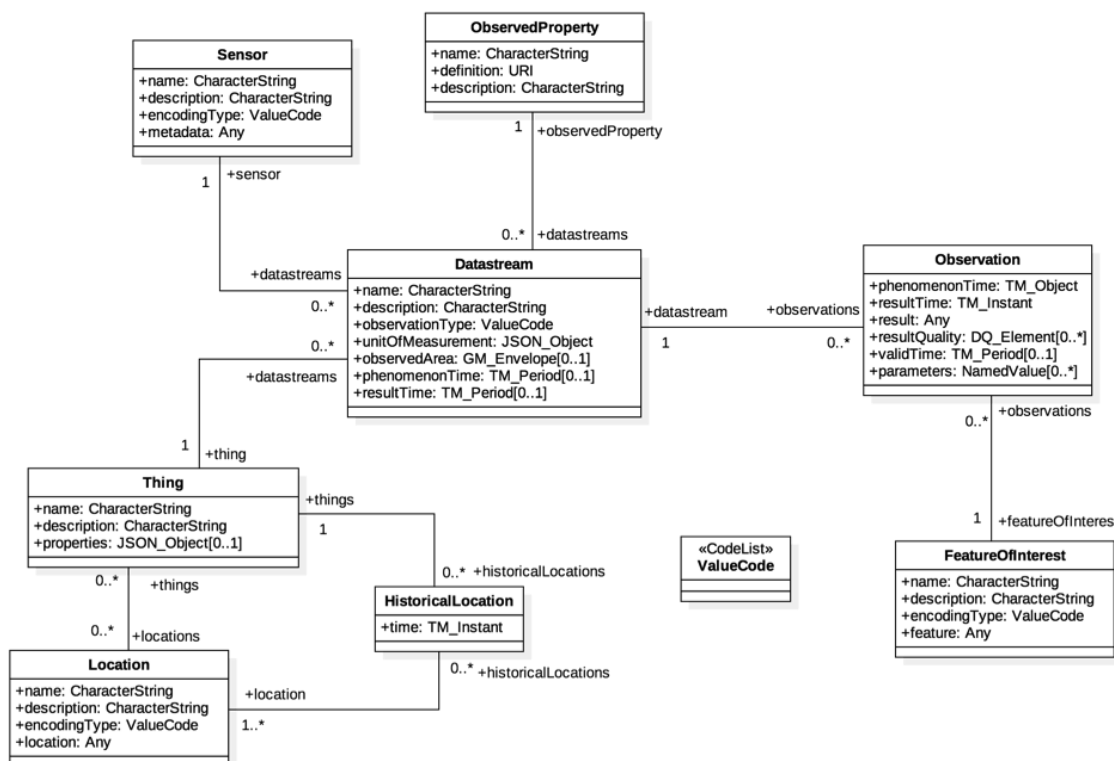 ObservedProperty
+name: CharacterString
+definition: URI
+description: CharacterString
Sensor
+name: CharacterString
+description: CharacterString
+encodingType: ValueCode
+metadata: Any
1
+observedProperty
1
+sensor
0..*
+datastreams
+datastreams
0..*
Datastream
+name: CharacterString
+description: CharacterString
+observationType: ValueCode
+unitOfMeasurement: JSON_Object
+observedArea: GM_Envelope[0..1]
+phenomenonTime: TM_Period[0..1]
+resultTime: TM_Period[0..1]
+datastream
1
+observations
0..*
Observation
+phenomenonTime: TM_Object
+resultTime: TM_Instant
+result: Any
+resultQuality: DQ_Element[0..*]
+validTime: TM_Period[0..1]
+parameters: NamedValue[0..*]
0..*
+datastreams
0..*
+observations
1
+thing
Thing
+name: CharacterString
+description: CharacterString
+properties: JSON_Object[0..1]
+things
1
1
+featureOfInteres
0..*
+things
0..*
+historicalLocations
«CodeList»
ValueCode
FeatureOfInterest
+name: CharacterString
+description: CharacterString
+encodingType: ValueCode
+feature: Any
HistoricalLocation
+time: TM_Instant
0..*
+locations
0..*
+historicalLocations
Location
+name: CharacterString
+description: CharacterString
+encodingType: ValueCode
+location: Any
+location
1..*